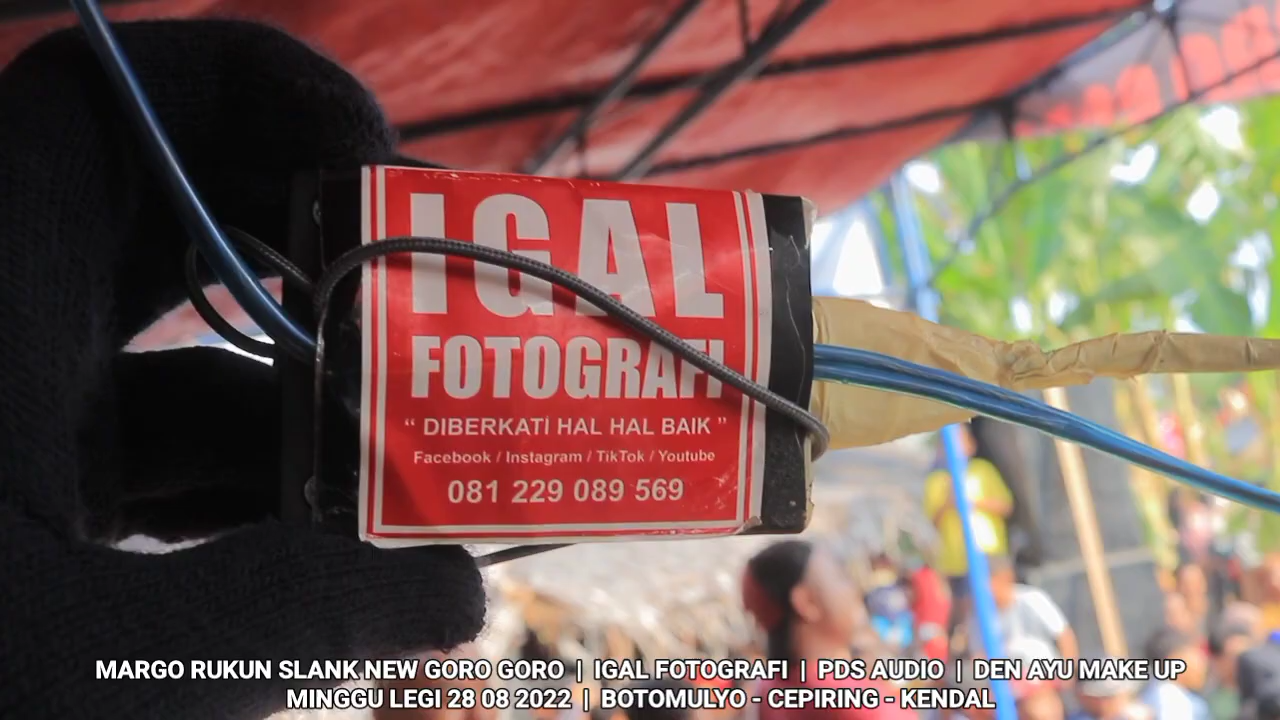 IGAL
FOTOGRAFI
“ DIBERKATI HAL HAL BAIK ”
Facebook / Instagram / TikTok / Youtube
081 229 089 569
MARGO RUKUN SLANK NEW GORO GORO | IGAL FOTOGRAFI | PDS AUDIO | DEN AYU MAKE UP
MINGGU LEGI 28 08 2022 | BOTOMULYO - CEPIRING - KENDAL